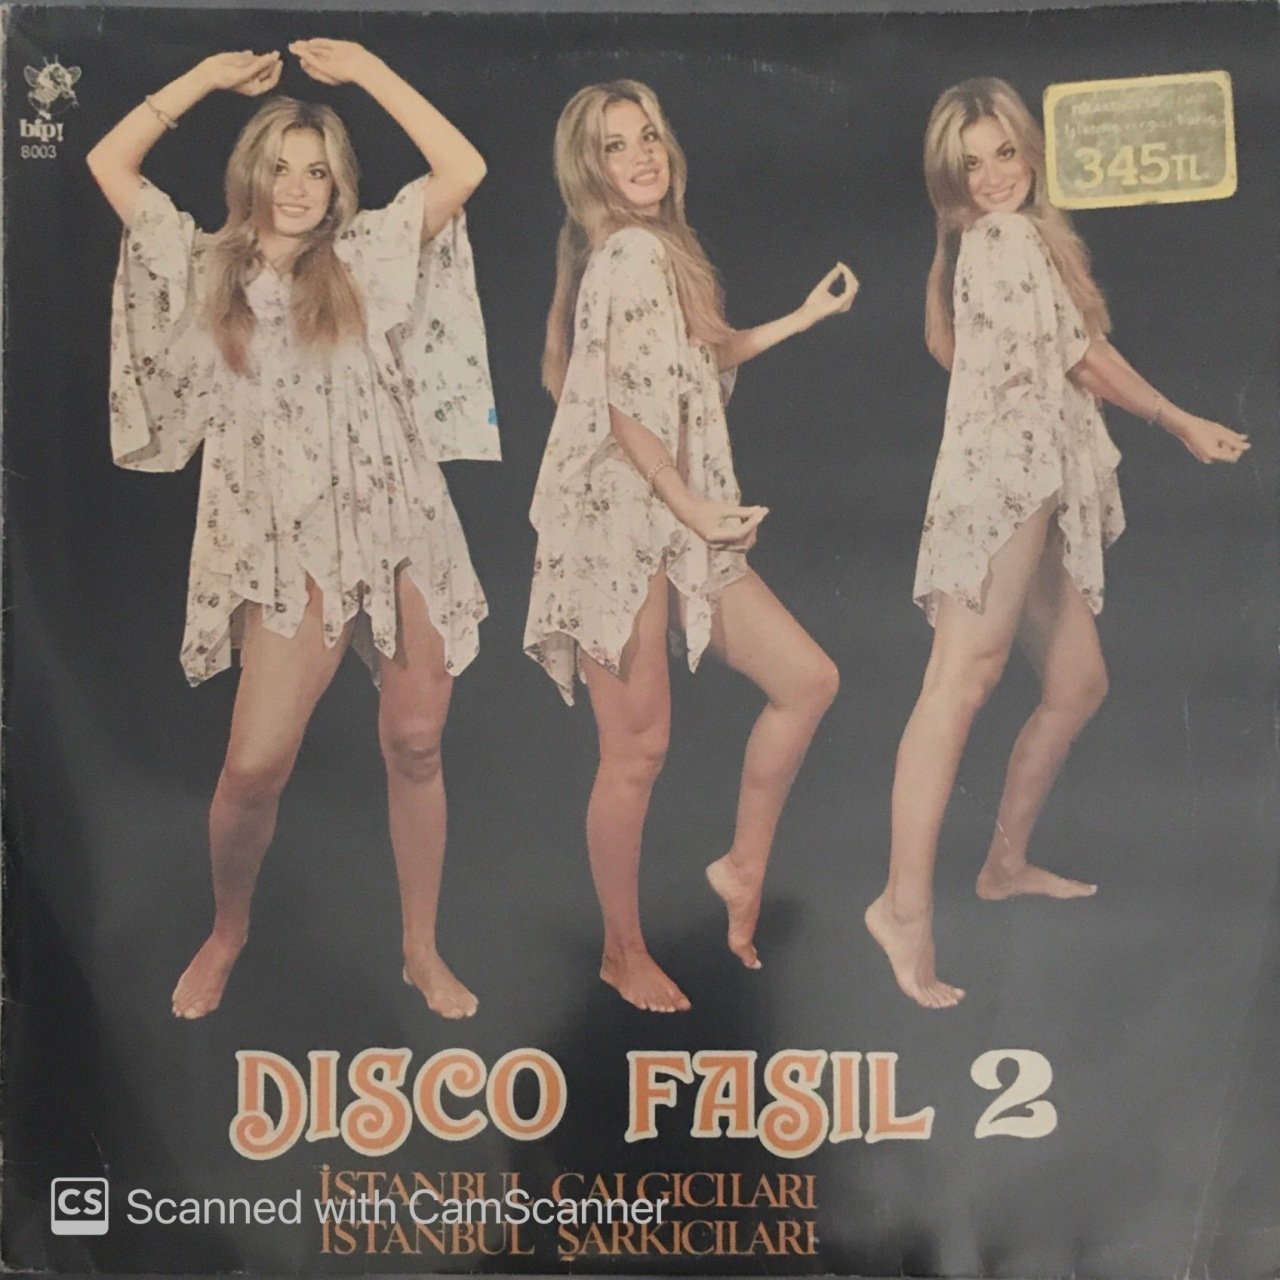 bip!
8003
345TL
DISCO FASIL 2
İSTANBUL ÇALGICILARI
İSTANBUL ŞARKICILARI
CS Scanned with CamScanner